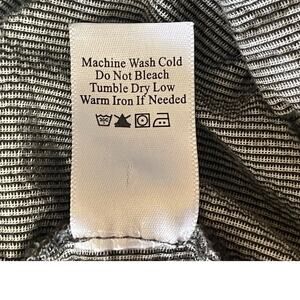 Machine Wash Cold
Do Not Bleach
Tumble Dry Low
Warm Iron If Needed